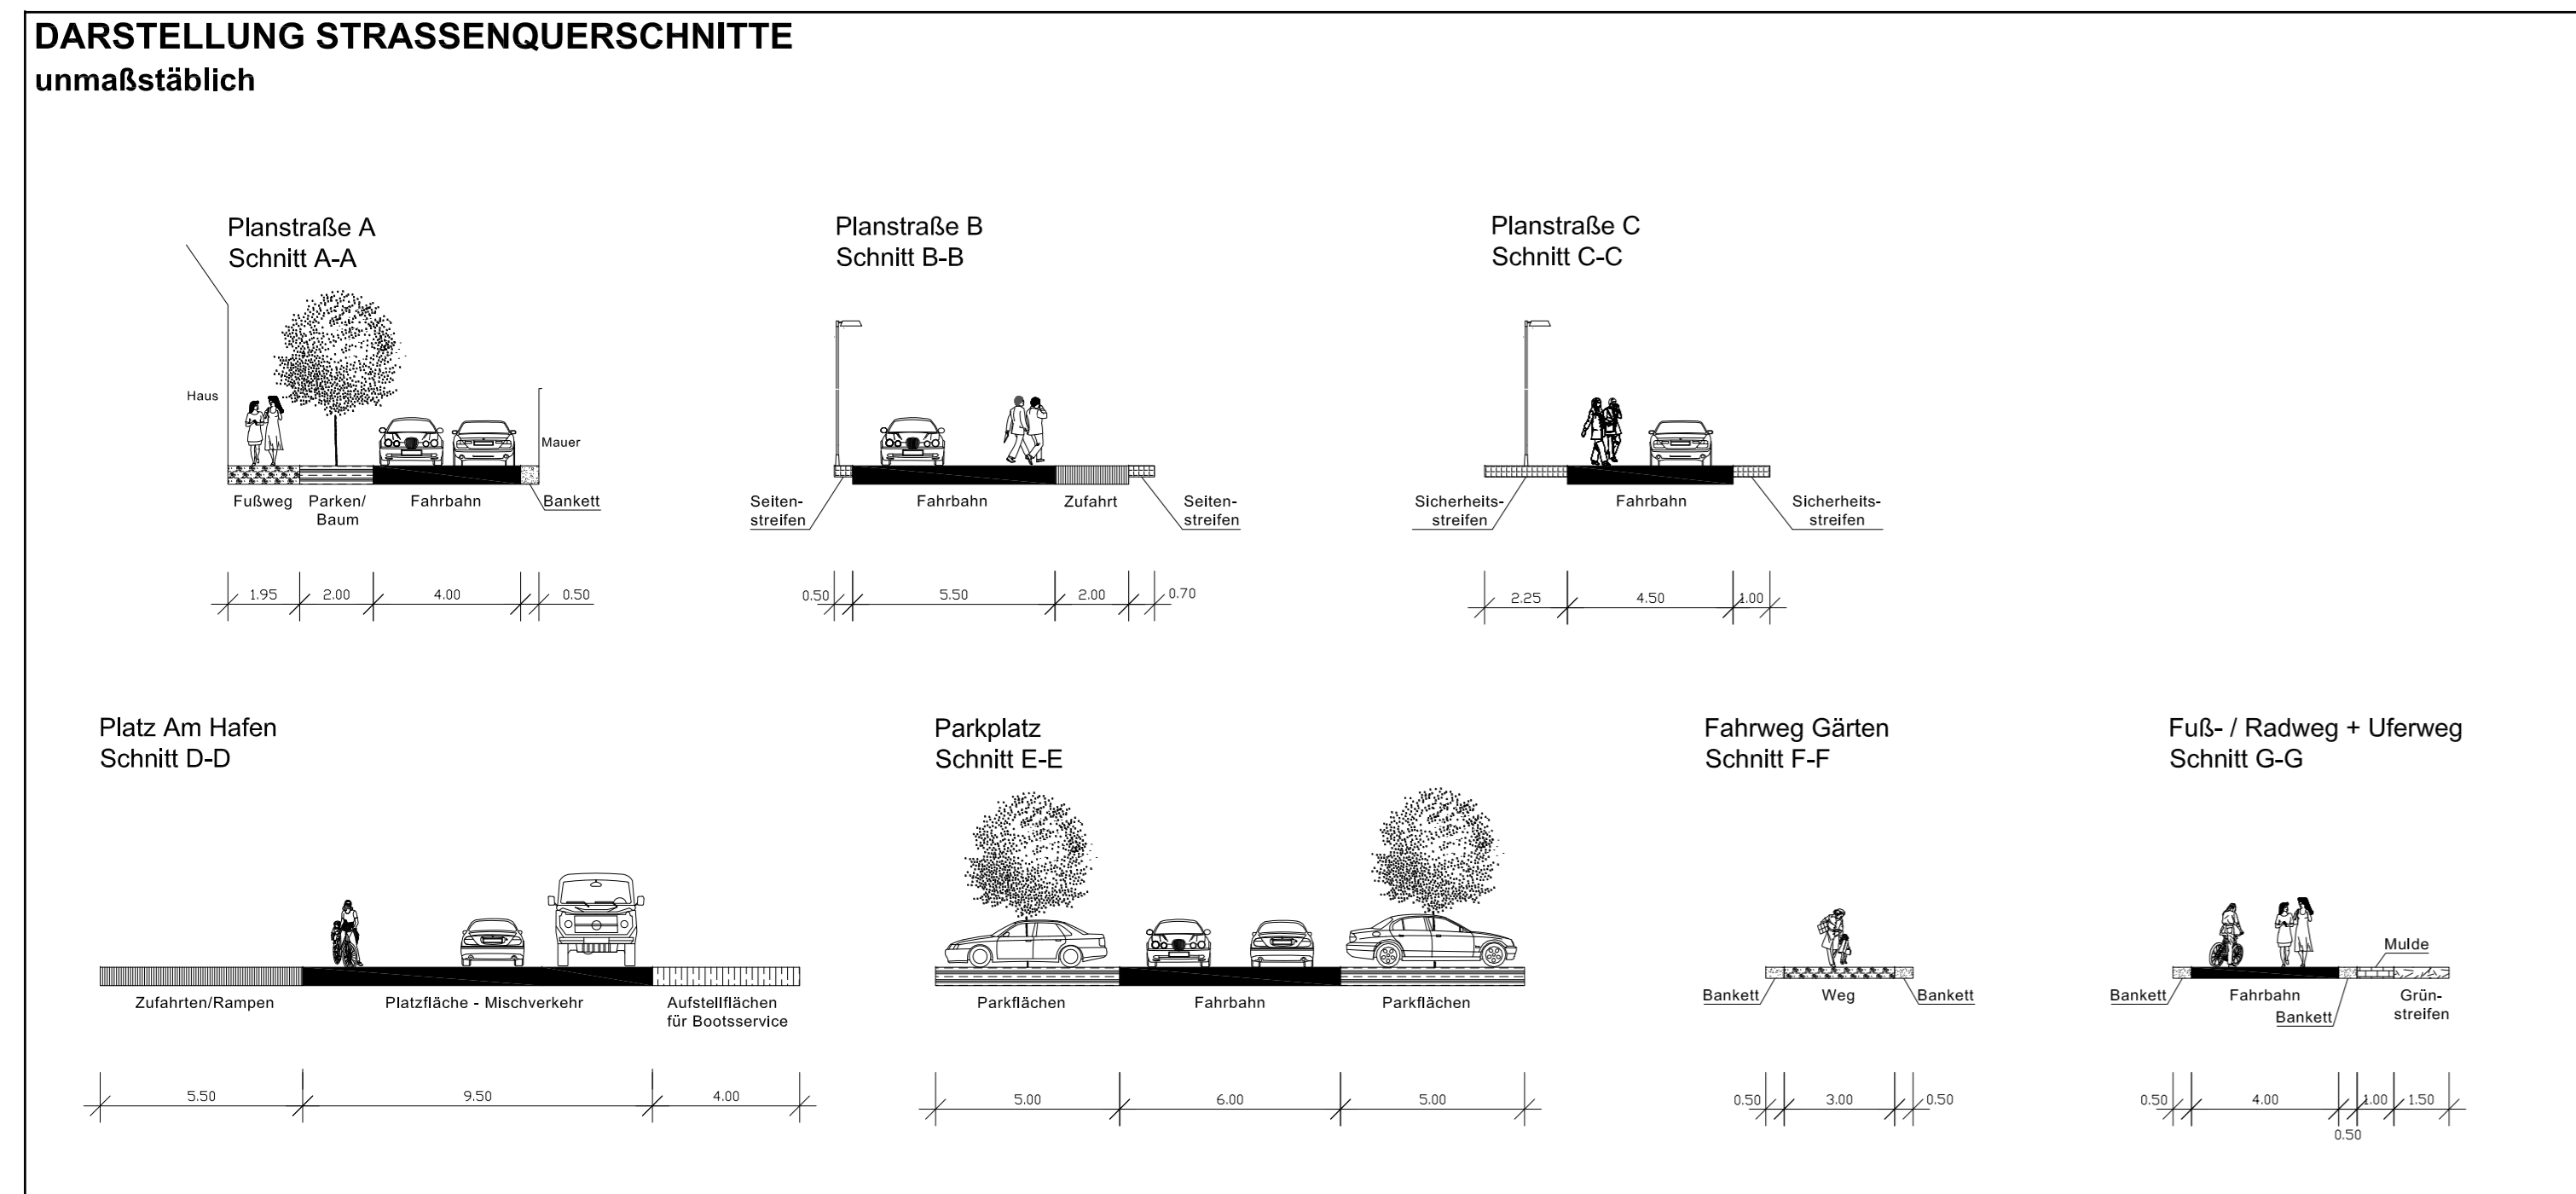 DARSTELLUNG STRASSENQUERSCHNITTE
unmaßstäblich
Planstraße A
Schnitt A-A
Haus
Mauer
Fußweg
Parken/
Baum
Fahrbahn
Bankett
1.95
2.00
4.00
0.50
Planstraße B
Schnitt B-B
Seiten-
streifen
Fahrbahn
Zufahrt
Seiten-
streifen
0.50
5.50
2.00
0.70
Planstraße C
Schnitt C-C
Sicherheits-
streifen
Fahrbahn
Sicherheits-
streifen
2.25
4.50
1.00
Platz Am Hafen
Schnitt D-D
Zufahrten/Rampen
Platzfläche - Mischverkehr
Aufstellflächen
für Bootsservice
5.50
9.50
4.00
Parkplatz
Schnitt E-E
Parkflächen
Fahrbahn
Parkflächen
5.00
6.00
5.00
Fahrweg Gärten
Schnitt F-F
Bankett
Weg
Bankett
0.50
3.00
0.50
Fuß- / Radweg + Uferweg
Schnitt G-G
Mulde
Bankett
Fahrbahn
Bankett
Grün-
streifen
0.50
4.00
0.50
1.00
1.50